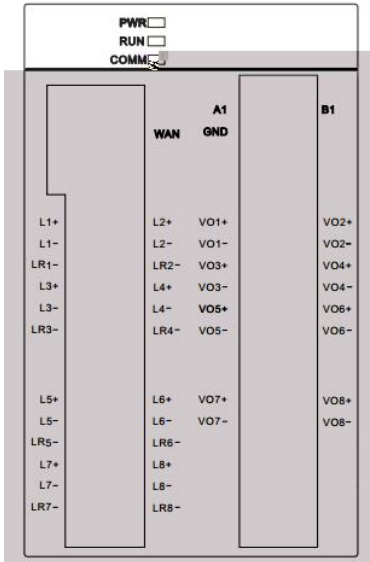 PWR
RUN
COMM
A1 B1
WAN GND
L1+ L2+ VO1+ VO2+
L1- L2- VO1- VO2-
LR1- LR2- VO3+ VO4+
L3+ L4+ VO3- VO4-
L3- L4- VO5+ VO6+
LR3- LR4- VO5- VO6-
L5+ L6+ VO7+ VO8+
L5- L6- VO7- VO8-
LR5- LR6-
L7+ L8+
L7- L8-
LR7- LR8-